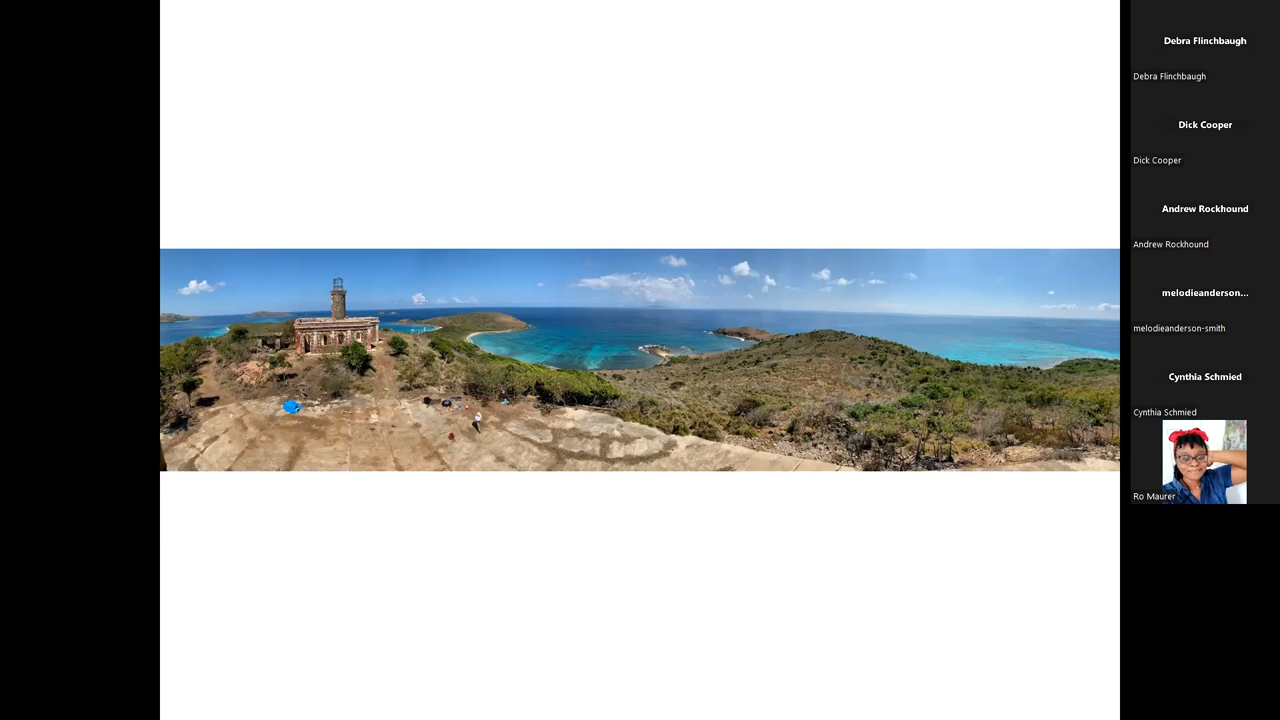 Debra Flinchbaugh
Debra Flinchbaugh
Dick Cooper
Dick Cooper
Andrew Rockhound
Andrew Rockhound
melodieanderson...
melodieanderson-smith
Cynthia Schmied
Cynthia Schmied
Ro Maurer